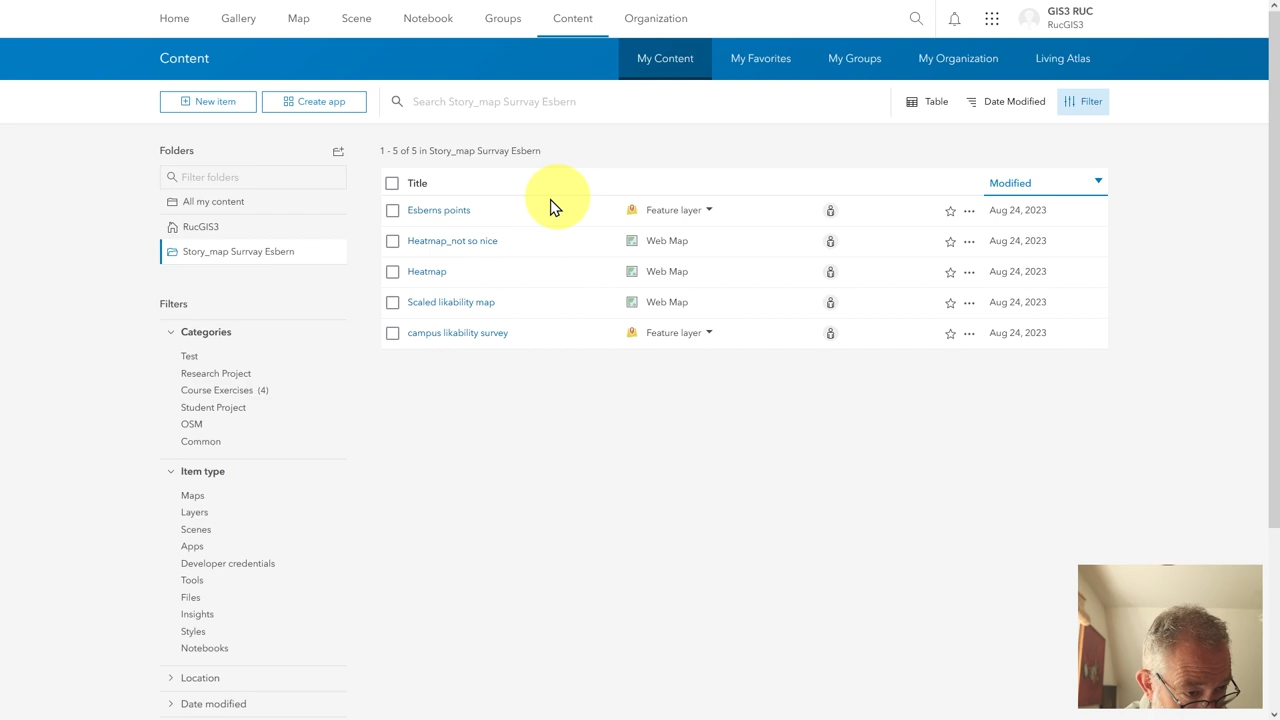 Home Gallery Map Scene Notebook Groups Content Organization GIS3 RUC
RucGIS3
Content My Content My Favorites My Groups My Organization Living Atlas
New item Create app Search Story_map Surrvay Esbern Table Date Modified Filter
Folders
Filter folders
All my content
RucGIS3
Story_map Surrvay Esbern
Filters
Categories
Test
Research Project
Course Exercises (4)
Student Project
OSM
Common
Item type
Maps
Layers
Scenes
Apps
Developer credentials
Tools
Files
Insights
Styles
Notebooks
Location
Date modified
1 - 5 of 5 in Story_map Surrvay Esbern
Title Modified
Esberns points Feature layer Aug 24, 2023
Heatmap_not so nice Web Map Aug 24, 2023
Heatmap Web Map Aug 24, 2023
Scaled likability map Web Map Aug 24, 2023
campus likability survey Feature layer Aug 24, 2023